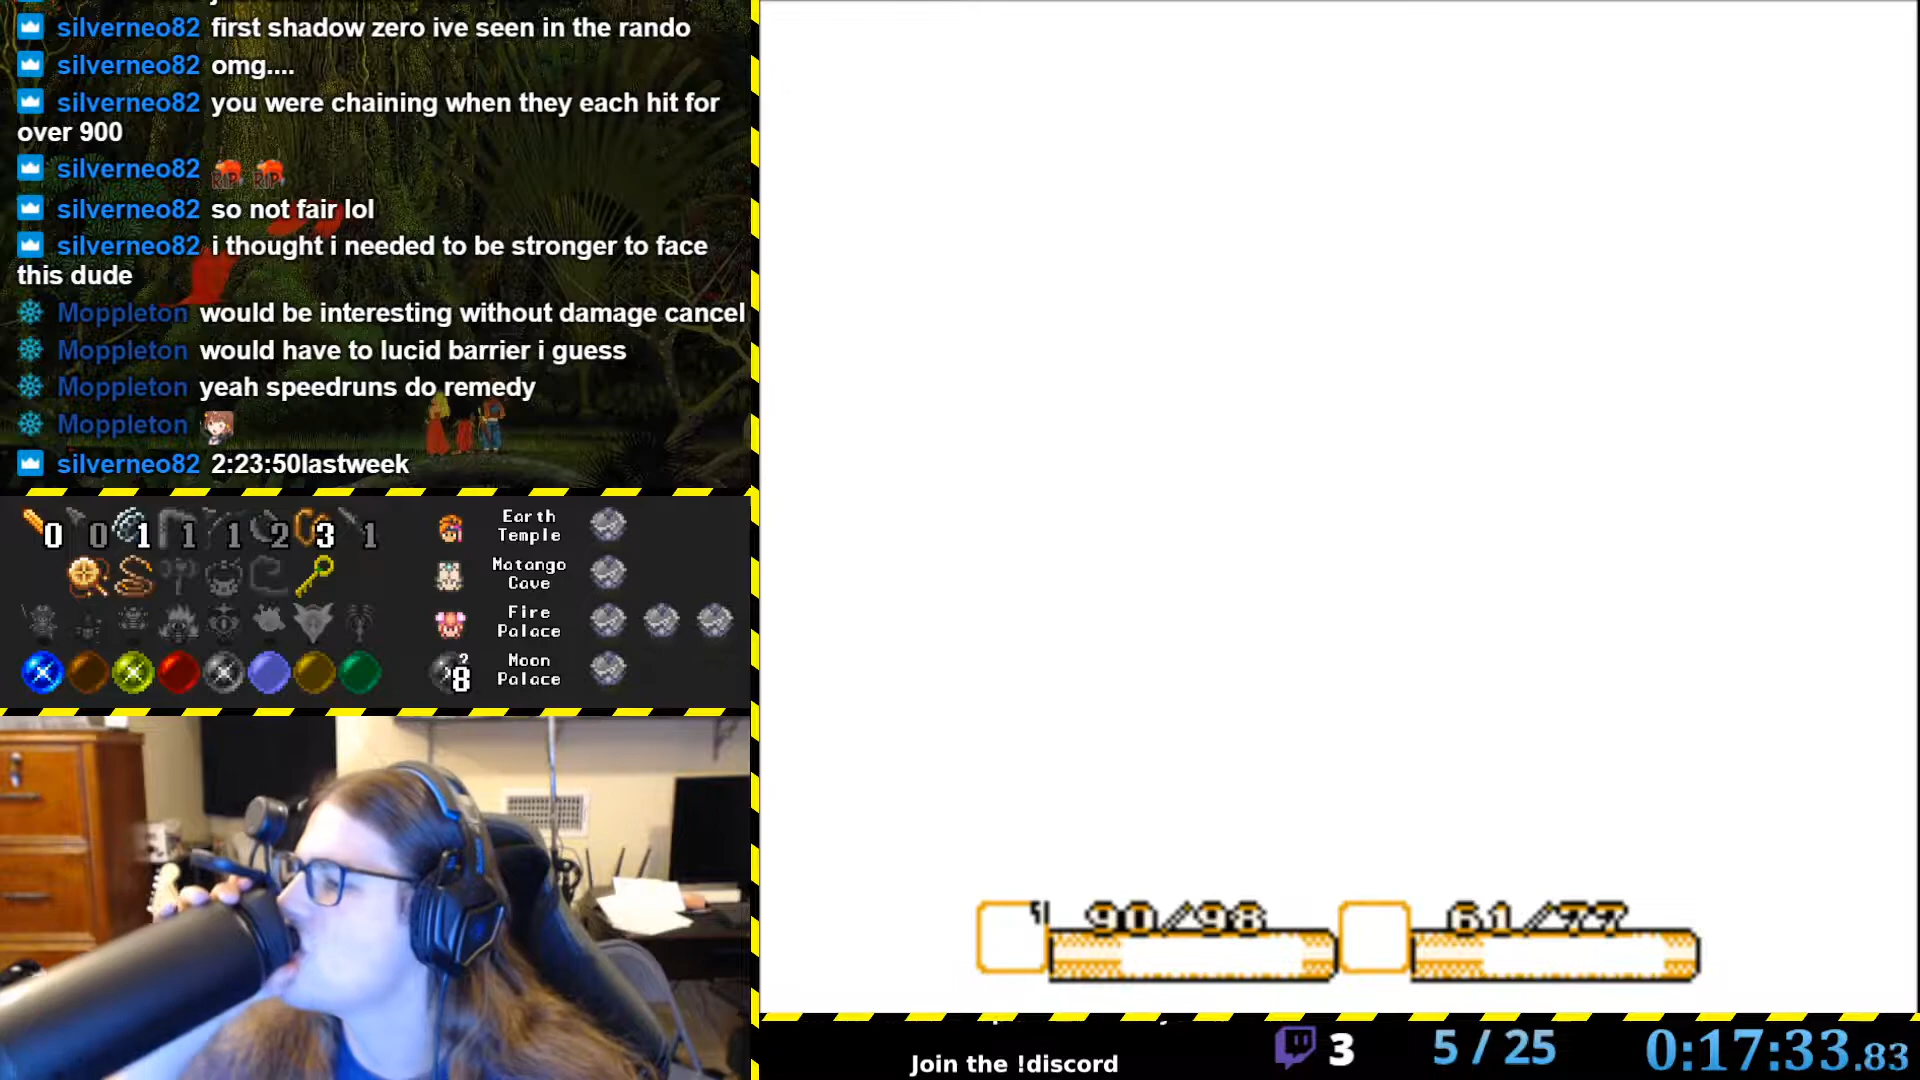 silverneo82 first shadow zero ive seen in the rando
silverneo82 omg....
silverneo82 you were chaining when they each hit for
over 900
silverneo82 RIP RIP
silverneo82 so not fair lol
silverneo82 i thought i needed to be stronger to face
this dude
Moppleton would be interesting without damage cancel
Moppleton would have to lucid barrier i guess
Moppleton yeah speedruns do remedy
Moppleton
silverneo82 2:23:50lastweek
0 0 1 1 1 2 3 1
Earth
Temple
Matango
Cave
Fire
Palace
2
8
Moon
Palace
90/98
61/77
Join the !discord
3
5 / 25
0:17:33.83